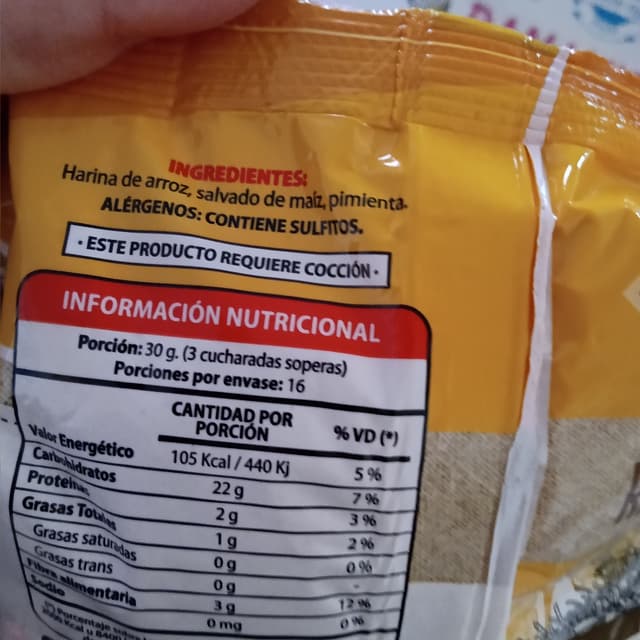 INGREDIENTES:
Harina de arroz, salvado de maíz, pimienta.
ALÉRGENOS: CONTIENE SULFITOS.
· ESTE PRODUCTO REQUIERE COCCIÓN ·
INFORMACIÓN NUTRICIONAL
Porción: 30 g. (3 cucharadas soperas)
Porciones por envase: 16
CANTIDAD POR PORCIÓN % VD (*)
Valor Energético 105 Kcal / 440 Kj 5 %
Carbohidratos 22 g 7 %
Proteínas 2 g 3 %
Grasas Totales 1 g 2 %
Grasas saturadas 0 g 0 %
Grasas trans 0 g -
Fibra alimentaria 3 g 12 %
Sodio 0 mg 0 %
(*) Porcentaje